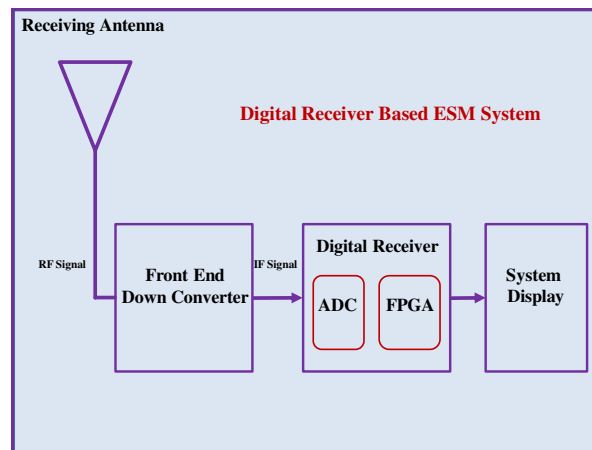 Receiving Antenna
Digital Receiver Based ESM System
RF Signal
Front End
Down Converter
IF Signal
Digital Receiver
ADC
FPGA
System
Display